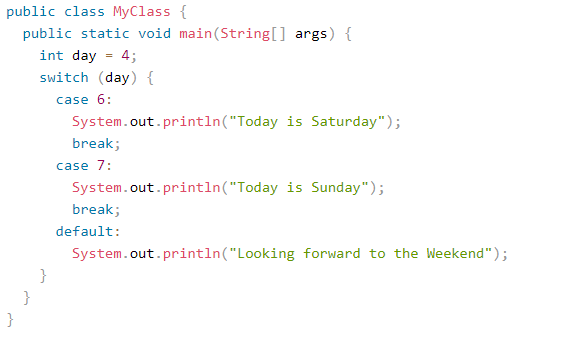 public class MyClass {
  public static void main(String[] args) {
    int day = 4;
    switch (day) {
      case 6:
        System.out.println("Today is Saturday");
        break;
      case 7:
        System.out.println("Today is Sunday");
        break;
      default:
        System.out.println("Looking forward to the Weekend");
    }
  }
}